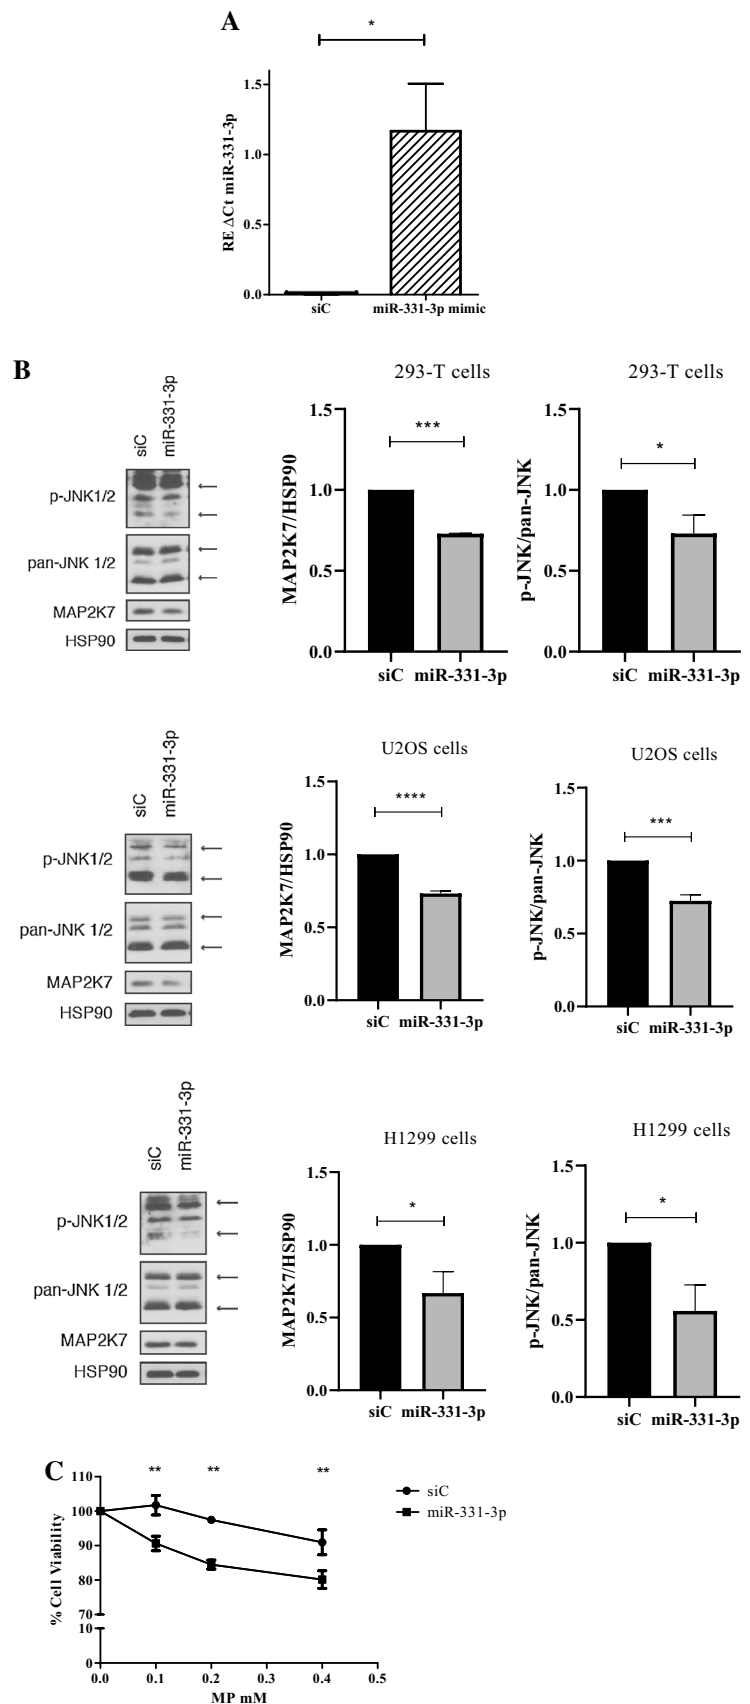 A
*
RE ΔCt miR-331-3p
1.5
1.0
0.5
0.0
siC miR-331-3p mimic
B
siC miR-331-3p
p-JNK1/2
pan-JNK 1/2
MAP2K7
HSP90
293-T cells
MAP2K7/HSP90
1.5
1.0
0.5
0.0
***
siC miR-331-3p
293-T cells
p-JNK/pan-JNK
1.5
1.0
0.5
0.0
*
siC miR-331-3p
siC miR-331-3p
p-JNK1/2
pan-JNK 1/2
MAP2K7
HSP90
U2OS cells
MAP2K7/HSP90
1.5
1.0
0.5
0.0
****
siC miR-331-3p
U2OS cells
p-JNK/pan-JNK
1.5
1.0
0.5
0.0
***
siC miR-331-3p
siC miR-331-3p
p-JNK1/2
pan-JNK 1/2
MAP2K7
HSP90
H1299 cells
MAP2K7/HSP90
1.5
1.0
0.5
0.0
*
siC miR-331-3p
H1299 cells
p-JNK/pan-JNK
1.5
1.0
0.5
0.0
*
siC miR-331-3p
C
% Cell Viability
110
100
90
80
70
10
0
** ** **
siC
miR-331-3p
0.0 0.1 0.2 0.3 0.4 0.5
MP mM